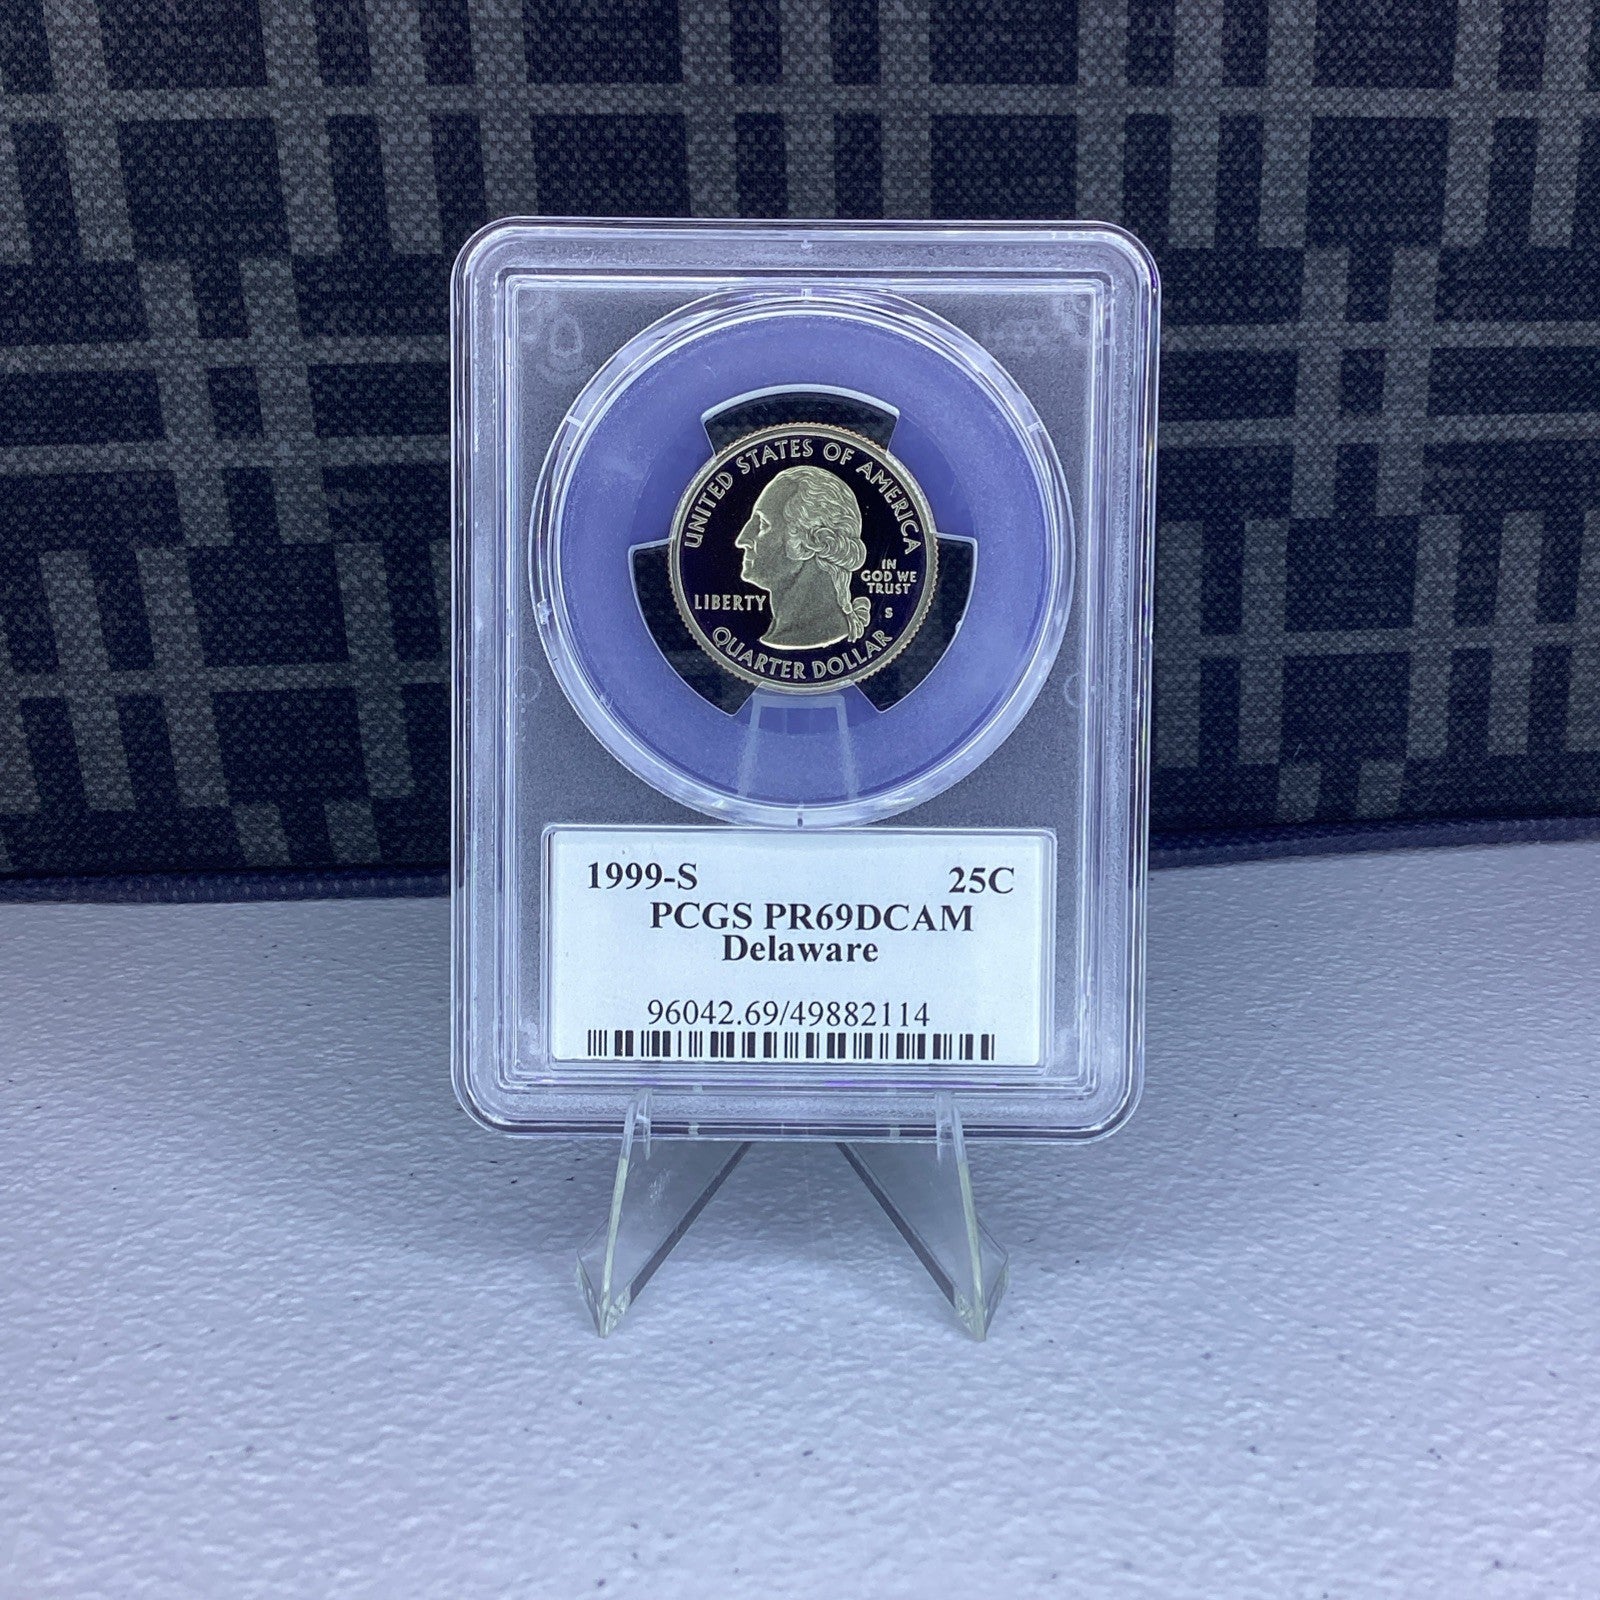 UNITED STATES OF AMERICA
LIBERTY
IN
GOD WE
TRUST
S
QUARTER DOLLAR
1999-S 25C
PCGS PR69DCAM
Delaware
96042.69/49882114